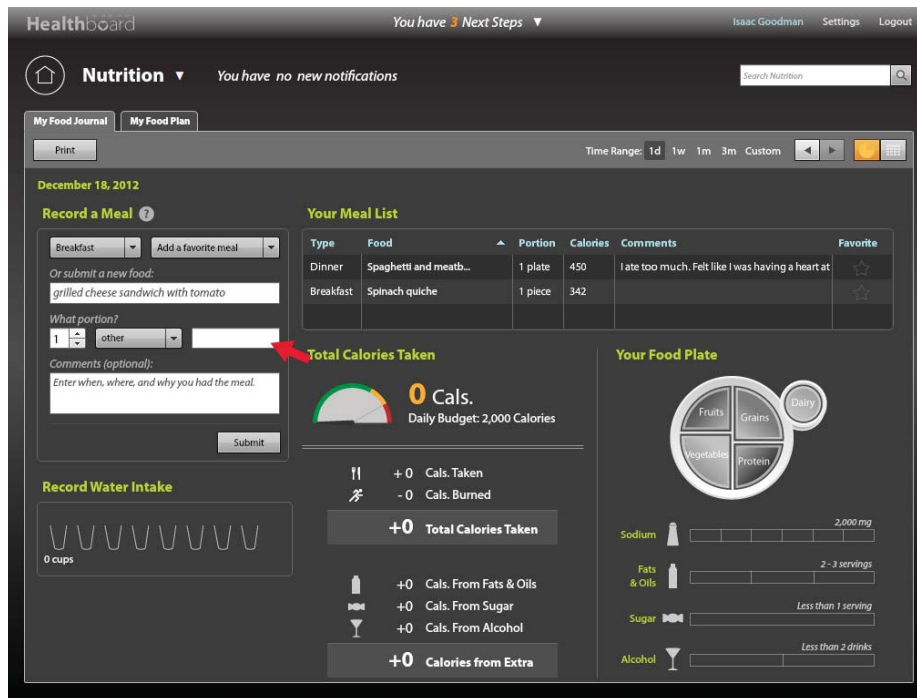 Healthboard
You have 3 Next Steps ▼
Isaac Goodman Settings Logout
Nutrition ▼
You have no new notifications
Search Nutrition
My Food Journal My Food Plan
Print
Time Range: 1d 1w 1m 3m Custom
December 18, 2012
Record a Meal ?
Breakfast Add a favorite meal
Or submit a new food:
grilled cheese sandwich with tomato
What portion?
1 other
Comments (optional):
Enter when, where, and why you had the meal.
Submit
Record Water Intake
0 cups
Your Meal List
Type Food Portion Calories Comments Favorite
Dinner Spaghetti and meatb... 1 plate 450 I ate too much. Felt like I was having a heart at
Breakfast Spinach quiche 1 piece 342
Total Calories Taken
0 Cals.
Daily Budget: 2,000 Calories
+ 0 Cals. Taken
- 0 Cals. Burned
+0 Total Calories Taken
+0 Cals. From Fats & Oils
+0 Cals. From Sugar
+0 Cals. From Alcohol
+0 Calories from Extra
Your Food Plate
Fruits
Grains
Dairy
Vegetables
Protein
2,000 mg
Sodium
2 - 3 servings
Fats
& Oils
Less than 1 serving
Sugar
Less than 2 drinks
Alcohol